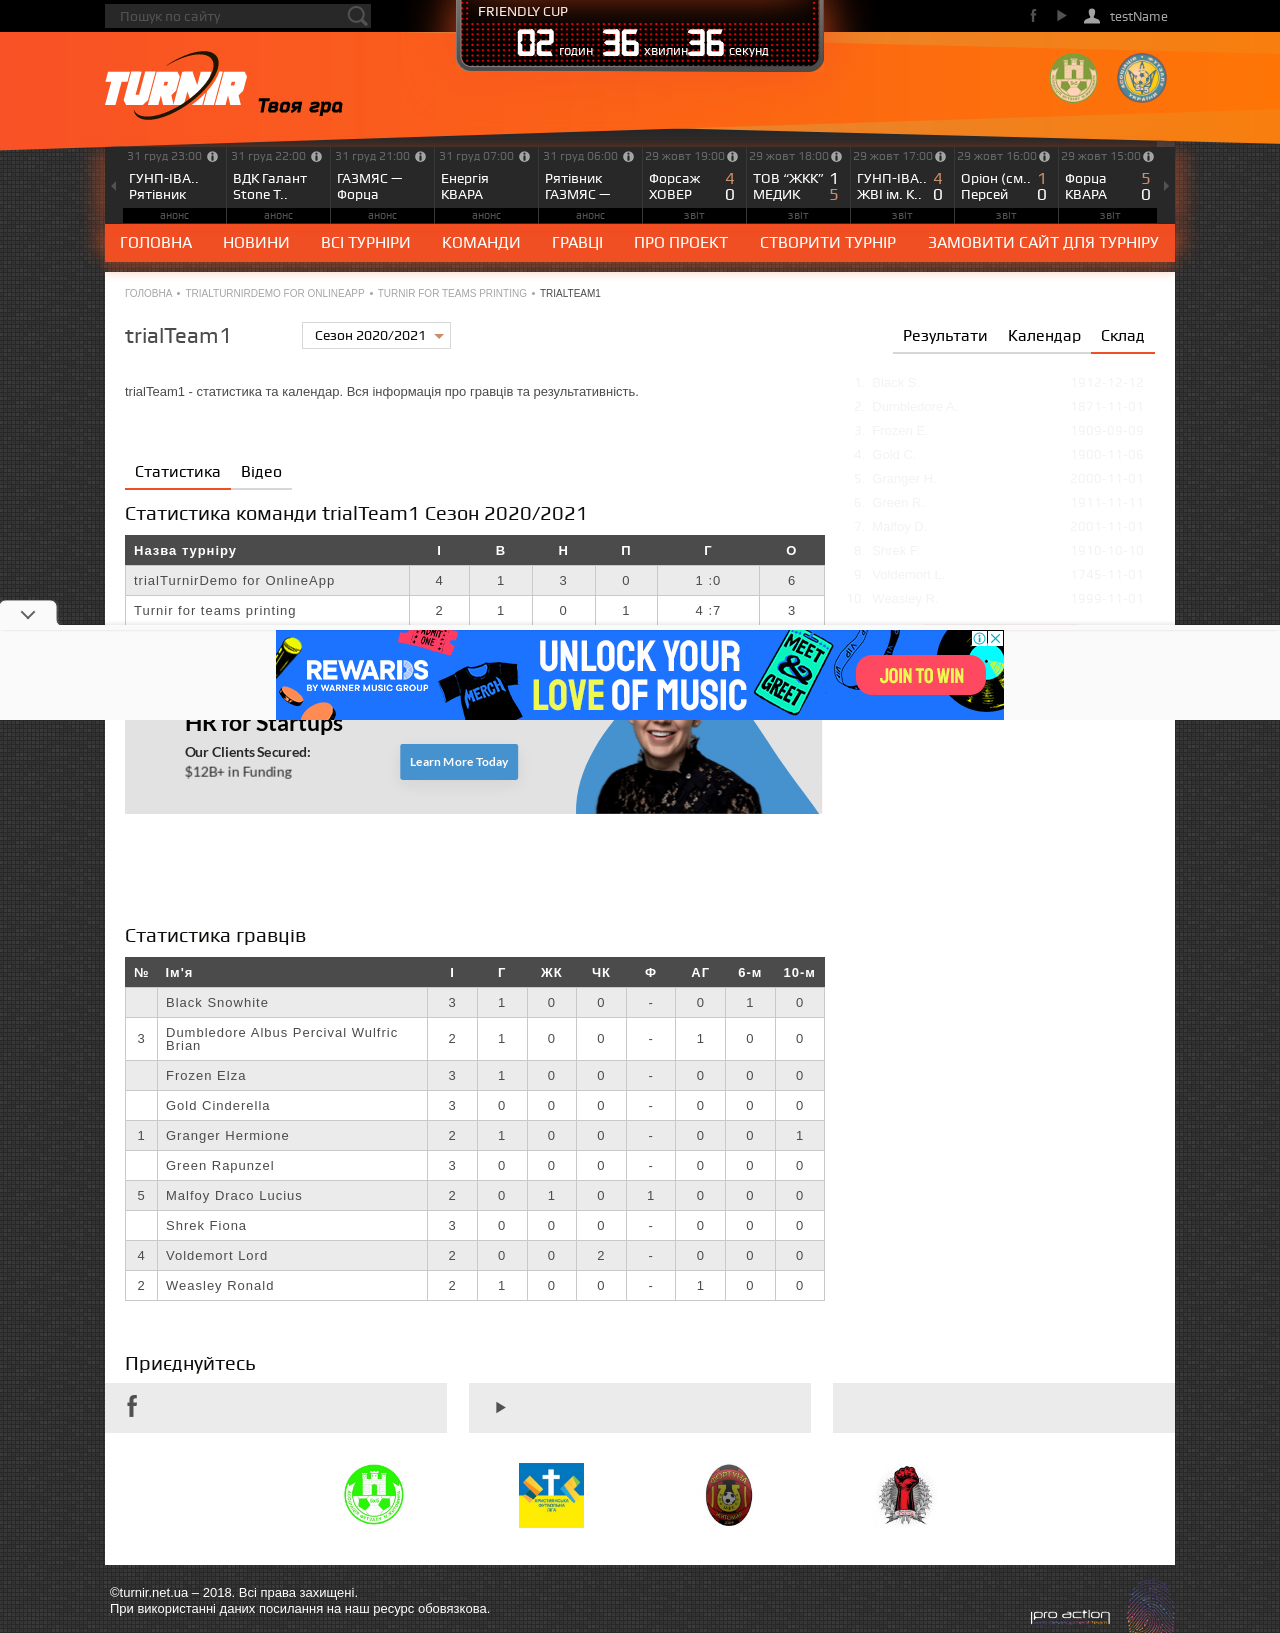 Пошук по сайту
FRIENDLY CUP
02 годин 36 хвилин 36 секунд
testName
TURNIR Твоя гра
31 груд 23:00 31 груд 22:00 31 груд 21:00 31 груд 07:00 31 груд 06:00 29 жовт 19:00 29 жовт 18:00 29 жовт 17:00 29 жовт 16:00 29 жовт 15:00
ГУНП-ІВА.. ВДК Галант ГАЗМЯС — Енергія Рятівник Форсаж 4 ТОВ “ЖКК” 1 ГУНП-ІВА.. 4 Оріон (см.. 1 Форца 5
Рятівник Stone T.. Форца КВАРА ГАЗМЯС — ХОВЕР 0 МЕДИК 5 ЖВІ ім. К.. 0 Персей 0 КВАРА 0
анонс анонс анонс анонс анонс звіт звіт звіт звіт звіт
ГОЛОВНА НОВИНИ ВСІ ТУРНІРИ КОМАНДИ ГРАВЦІ ПРО ПРОЕКТ СТВОРИТИ ТУРНІР ЗАМОВИТИ САЙТ ДЛЯ ТУРНІРУ
ГОЛОВНА • TRIALTURNIRDEMO FOR ONLINEAPP • TURNIR FOR TEAMS PRINTING • TRIALTEAM1
trialTeam1 Сезон 2020/2021
Результати Календар Склад
trialTeam1 - статистика та календар. Вся інформація про гравців та результативність.
1. Black S. 1912-12-12
2. Dumbledore A. 1871-11-01
3. Frozen E. 1909-09-09
4. Gold C. 1900-11-06
5. Granger H. 2000-11-01
6. Green R. 1911-11-11
7. Malfoy D. 2001-11-01
8. Shrek F. 1910-10-10
9. Voldemort L. 1745-11-01
10. Weasley R. 1999-11-01
Статистика Відео
Статистика команди trialTeam1 Сезон 2020/2021
Назва турніру І В Н П Г О
trialTurnirDemo for OnlineApp 4 1 3 0 1 :0 6
Turnir for teams printing 2 1 0 1 4 :7 3
REWARDS
BY WARNER MUSIC GROUP
MERCH
ADMIT ONE
UNLOCK YOUR
LOVE OF MUSIC
MEET & GREET
JOIN TO WIN
HR for Startups
Our Clients Secured:
$12B+ in Funding
Learn More Today
Статистика гравців
№ Ім'я І Г ЖК ЧК Ф АГ 6-м 10-м
Black Snowhite 3 1 0 0 - 0 1 0
3 Dumbledore Albus Percival Wulfric Brian 2 1 0 0 - 1 0 0
Frozen Elza 3 1 0 0 - 0 0 0
Gold Cinderella 3 0 0 0 - 0 0 0
1 Granger Hermione 2 1 0 0 - 0 0 1
Green Rapunzel 3 0 0 0 - 0 0 0
5 Malfoy Draco Lucius 2 0 1 0 1 0 0 0
Shrek Fiona 3 0 0 0 - 0 0 0
4 Voldemort Lord 2 0 0 2 - 0 0 0
2 Weasley Ronald 2 1 0 0 - 1 0 0
Приєднуйтесь
©turnir.net.ua – 2018. Всі права захищені.
При використанні даних посилання на наш ресурс обовязкова.
pro action